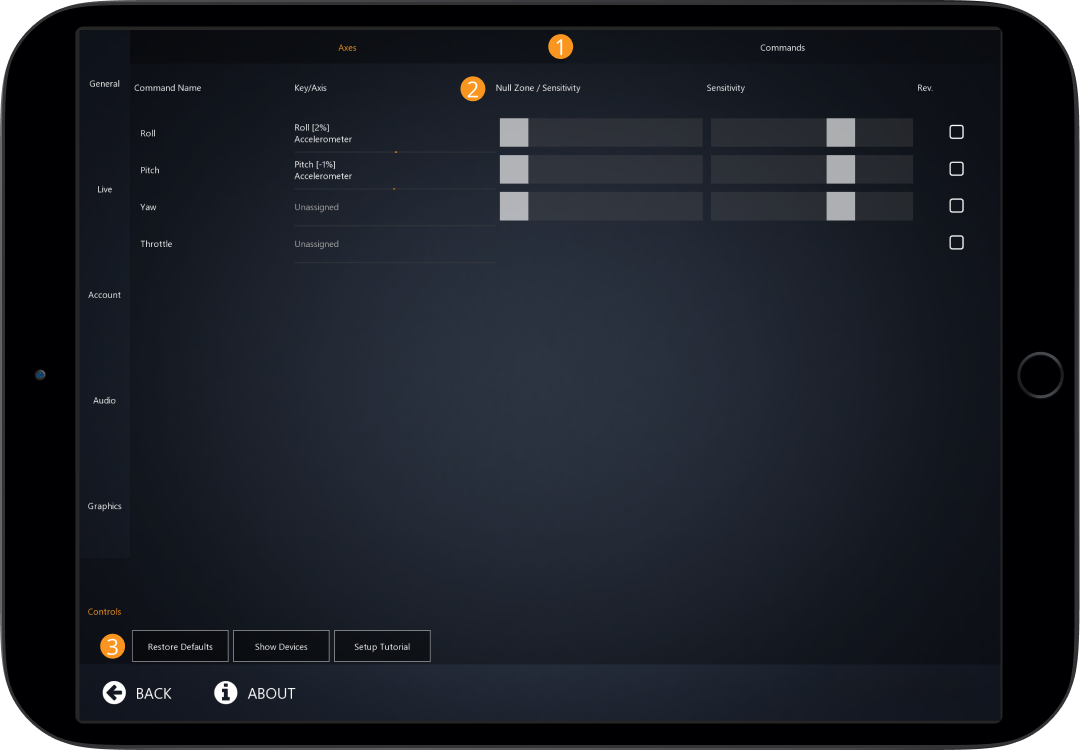 Axes 1 Commands
General
Command Name Key/Axis 2 Null Zone / Sensitivity Sensitivity Rev.
Roll Roll [2%]
Accelerometer
Pitch Pitch [-1%]
Accelerometer
Live
Yaw Unassigned
Throttle Unassigned
Account
Audio
Graphics
Controls
3 Restore Defaults Show Devices Setup Tutorial
BACK ABOUT